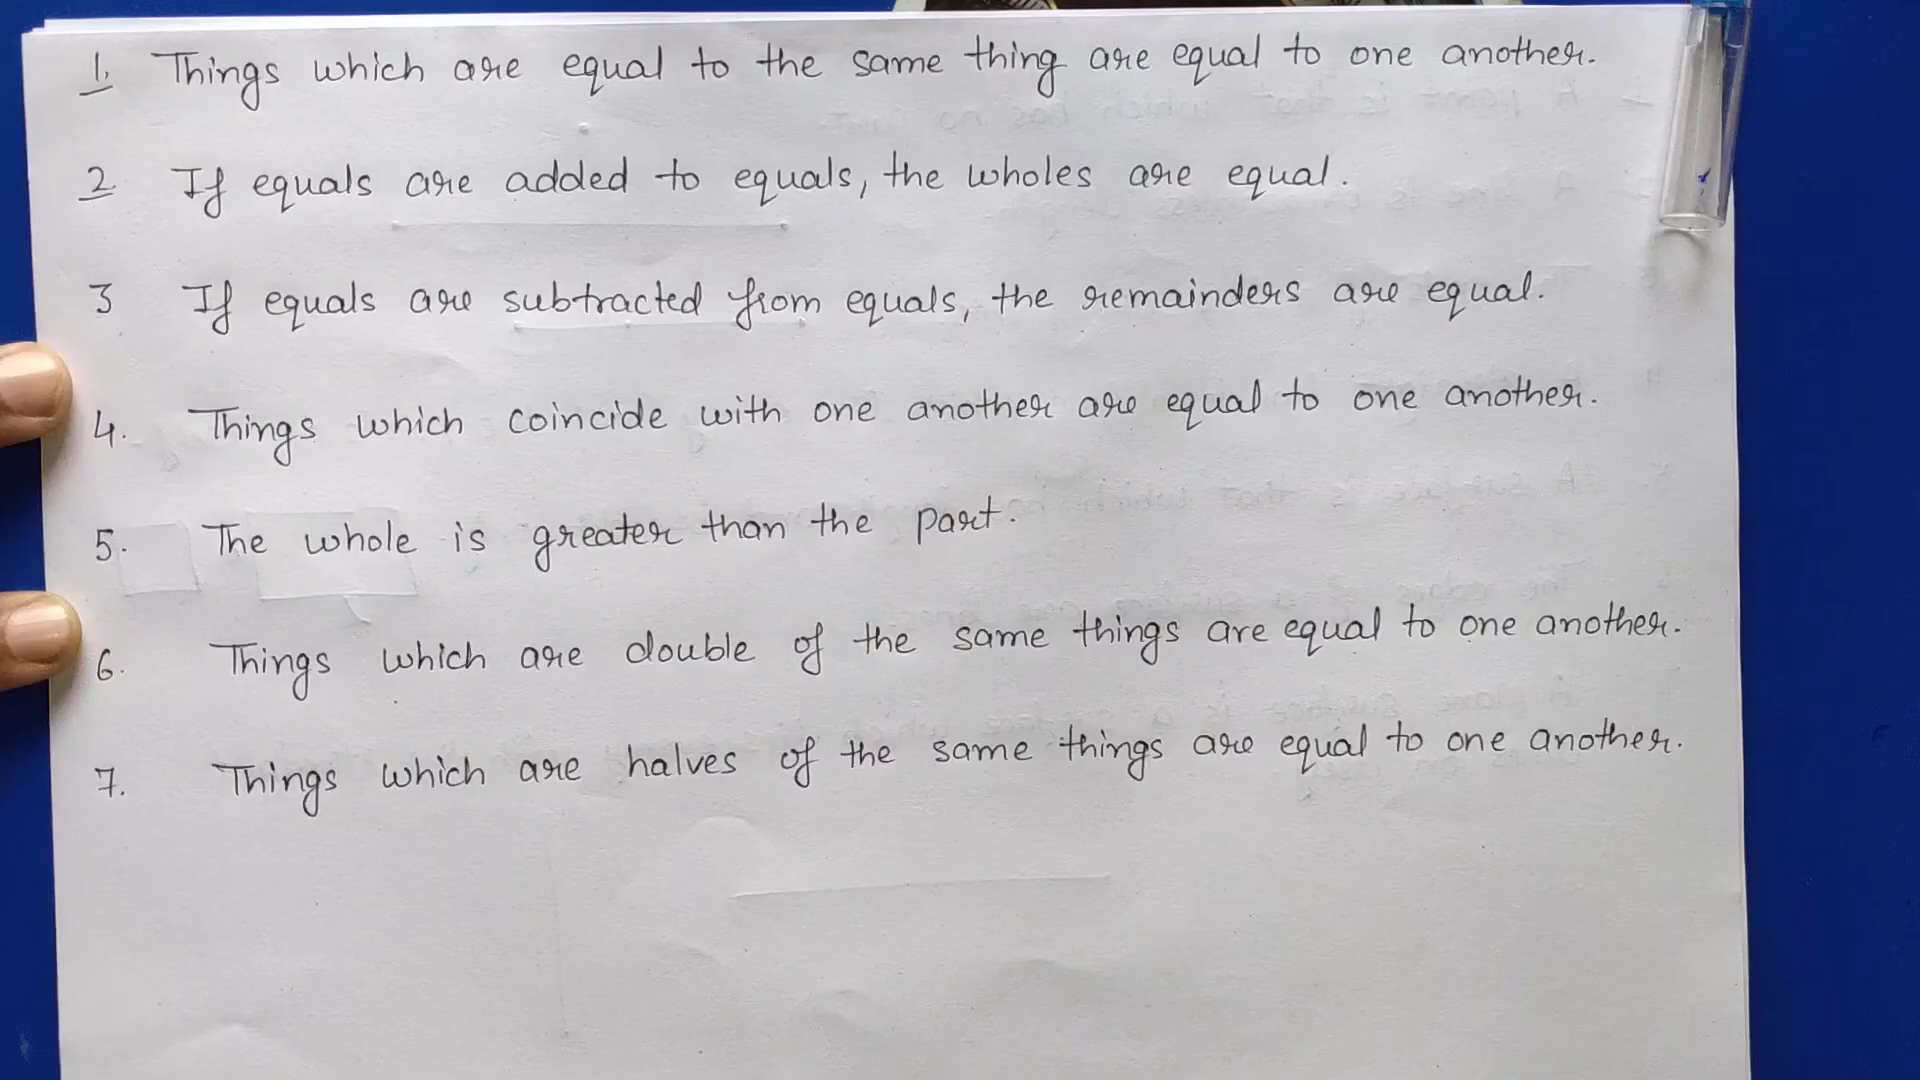 1. Things which are equal to the same thing are equal to one another.
2 If equals are added to equals, the wholes are equal.
3 If equals are subtracted from equals, the remainders are equal.
4. Things which coincide with one another are equal to one another.
5. The whole is greater than the part.
6. Things which are double of the same things are equal to one another.
7. Things which are halves of the same things are equal to one another.